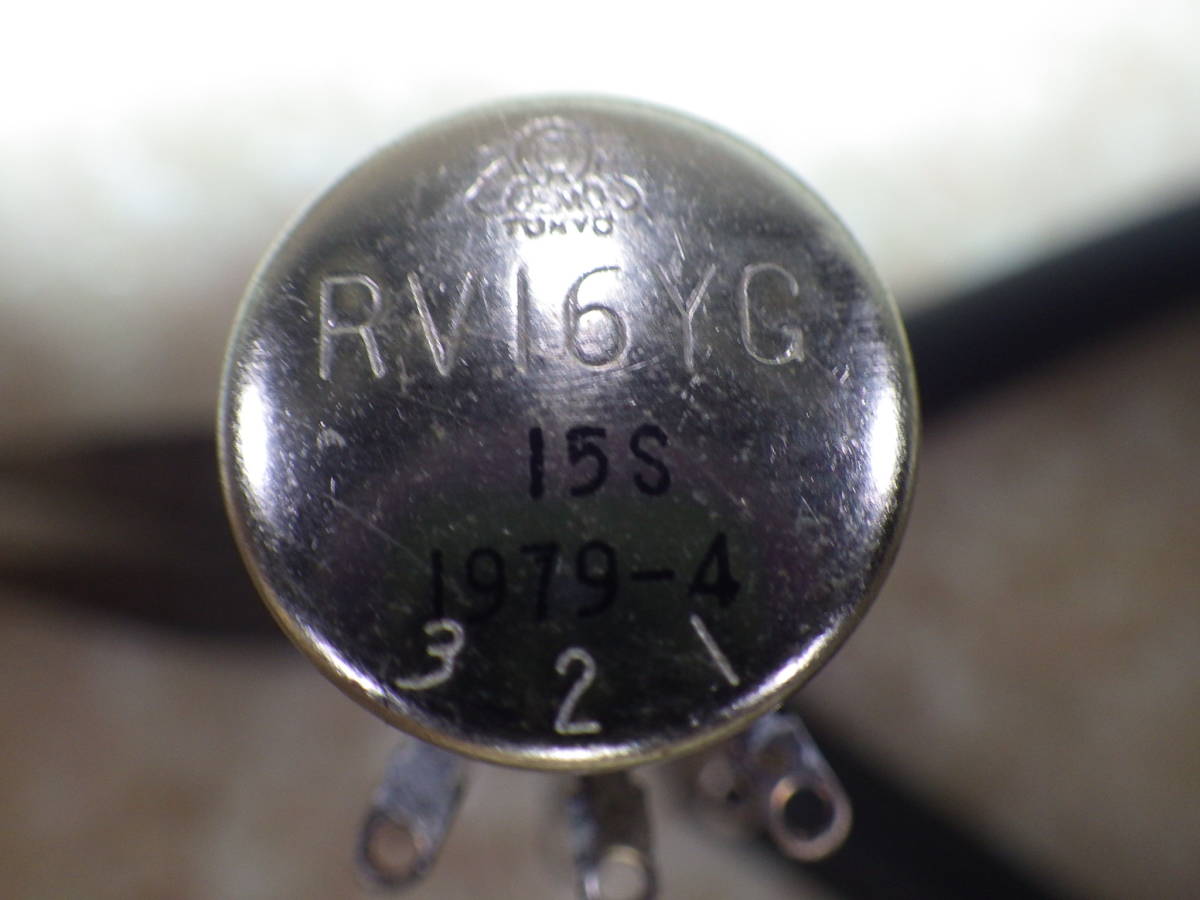 COSMOS
TOKYO
RV16YG
15S
1979-4
3 2 1